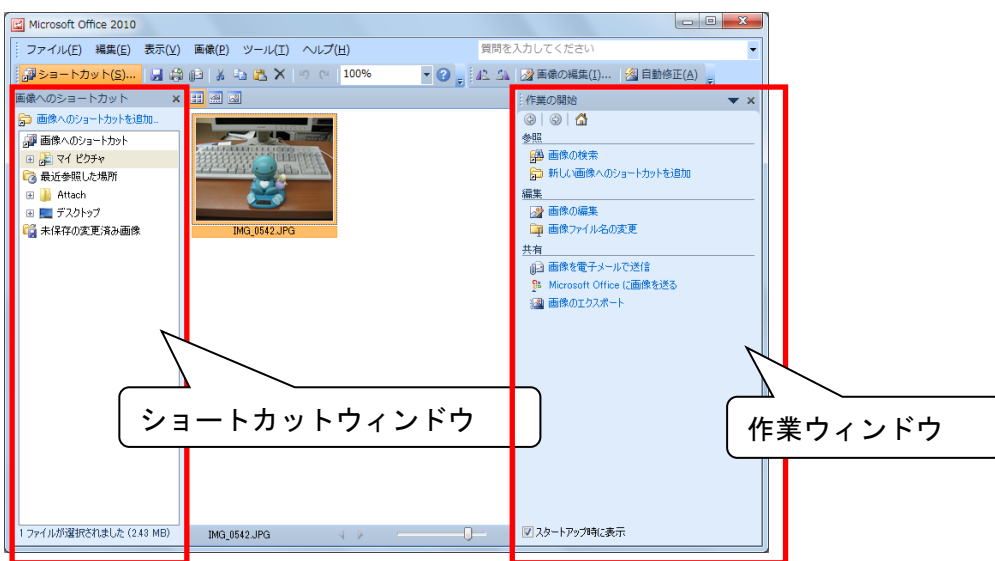 Microsoft Office 2010
ファイル(F) 編集(E) 表示(V) 画像(P) ツール(T) ヘルプ(H) 質問を入力してください
ショートカット(S)... 100% 画像の編集(I)... 自動修正(A)
画像へのショートカット
画像へのショートカットを追加...
画像へのショートカット
マイ ピクチャ
最近参照した場所
Attach
デスクトップ
未保存の変更済み画像
IMG_0542.JPG
作業の開始
参照
画像の検索
新しい画像へのショートカットを追加
編集
画像の編集
画像ファイル名の変更
共有
画像を電子メールで送信
Microsoft Office に画像を送る
画像のエクスポート
ショートカットウィンドウ
作業ウィンドウ
1 ファイルが選択されました (2.43 MB)
IMG_0542.JPG
スタートアップ時に表示